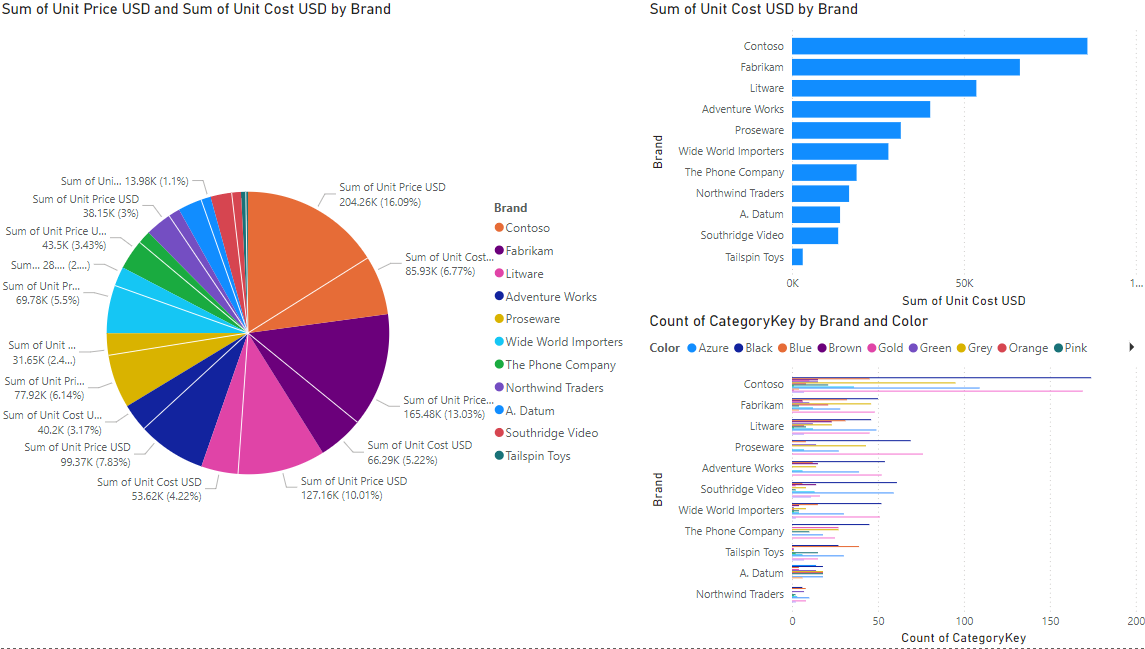 Sum of Unit Price USD and Sum of Unit Cost USD by Brand
Sum of Uni... 13.98K (1.1%)
Sum of Unit Price USD
38.15K (3%)
Sum of Unit Price U...
43.5K (3.43%)
Sum... 28.... (2....)
Sum of Unit Pr...
69.78K (5.5%)
Sum of Unit ...
31.65K (2.4...)
Sum of Unit Pri...
77.92K (6.14%)
Sum of Unit Cost U...
40.2K (3.17%)
Sum of Unit Price USD
99.37K (7.83%)
Sum of Unit Cost USD
53.62K (4.22%)
Sum of Unit Price USD
204.26K (16.09%)
Sum of Unit Cost...
85.93K (6.77%)
Sum of Unit Price...
165.48K (13.03%)
Sum of Unit Cost USD
66.29K (5.22%)
Sum of Unit Price USD
127.16K (10.01%)
Brand
Contoso
Fabrikam
Litware
Adventure Works
Proseware
Wide World Importers
The Phone Company
Northwind Traders
A. Datum
Southridge Video
Tailspin Toys
Sum of Unit Cost USD by Brand
Brand
Contoso
Fabrikam
Litware
Adventure Works
Proseware
Wide World Importers
The Phone Company
Northwind Traders
A. Datum
Southridge Video
Tailspin Toys
0K 50K 1...
Sum of Unit Cost USD
Count of CategoryKey by Brand and Color
Color Azure Black Blue Brown Gold Green Grey Orange Pink
Brand
Contoso
Fabrikam
Litware
Proseware
Adventure Works
Southridge Video
Wide World Importers
The Phone Company
Tailspin Toys
A. Datum
Northwind Traders
0 50 100 150 200
Count of CategoryKey